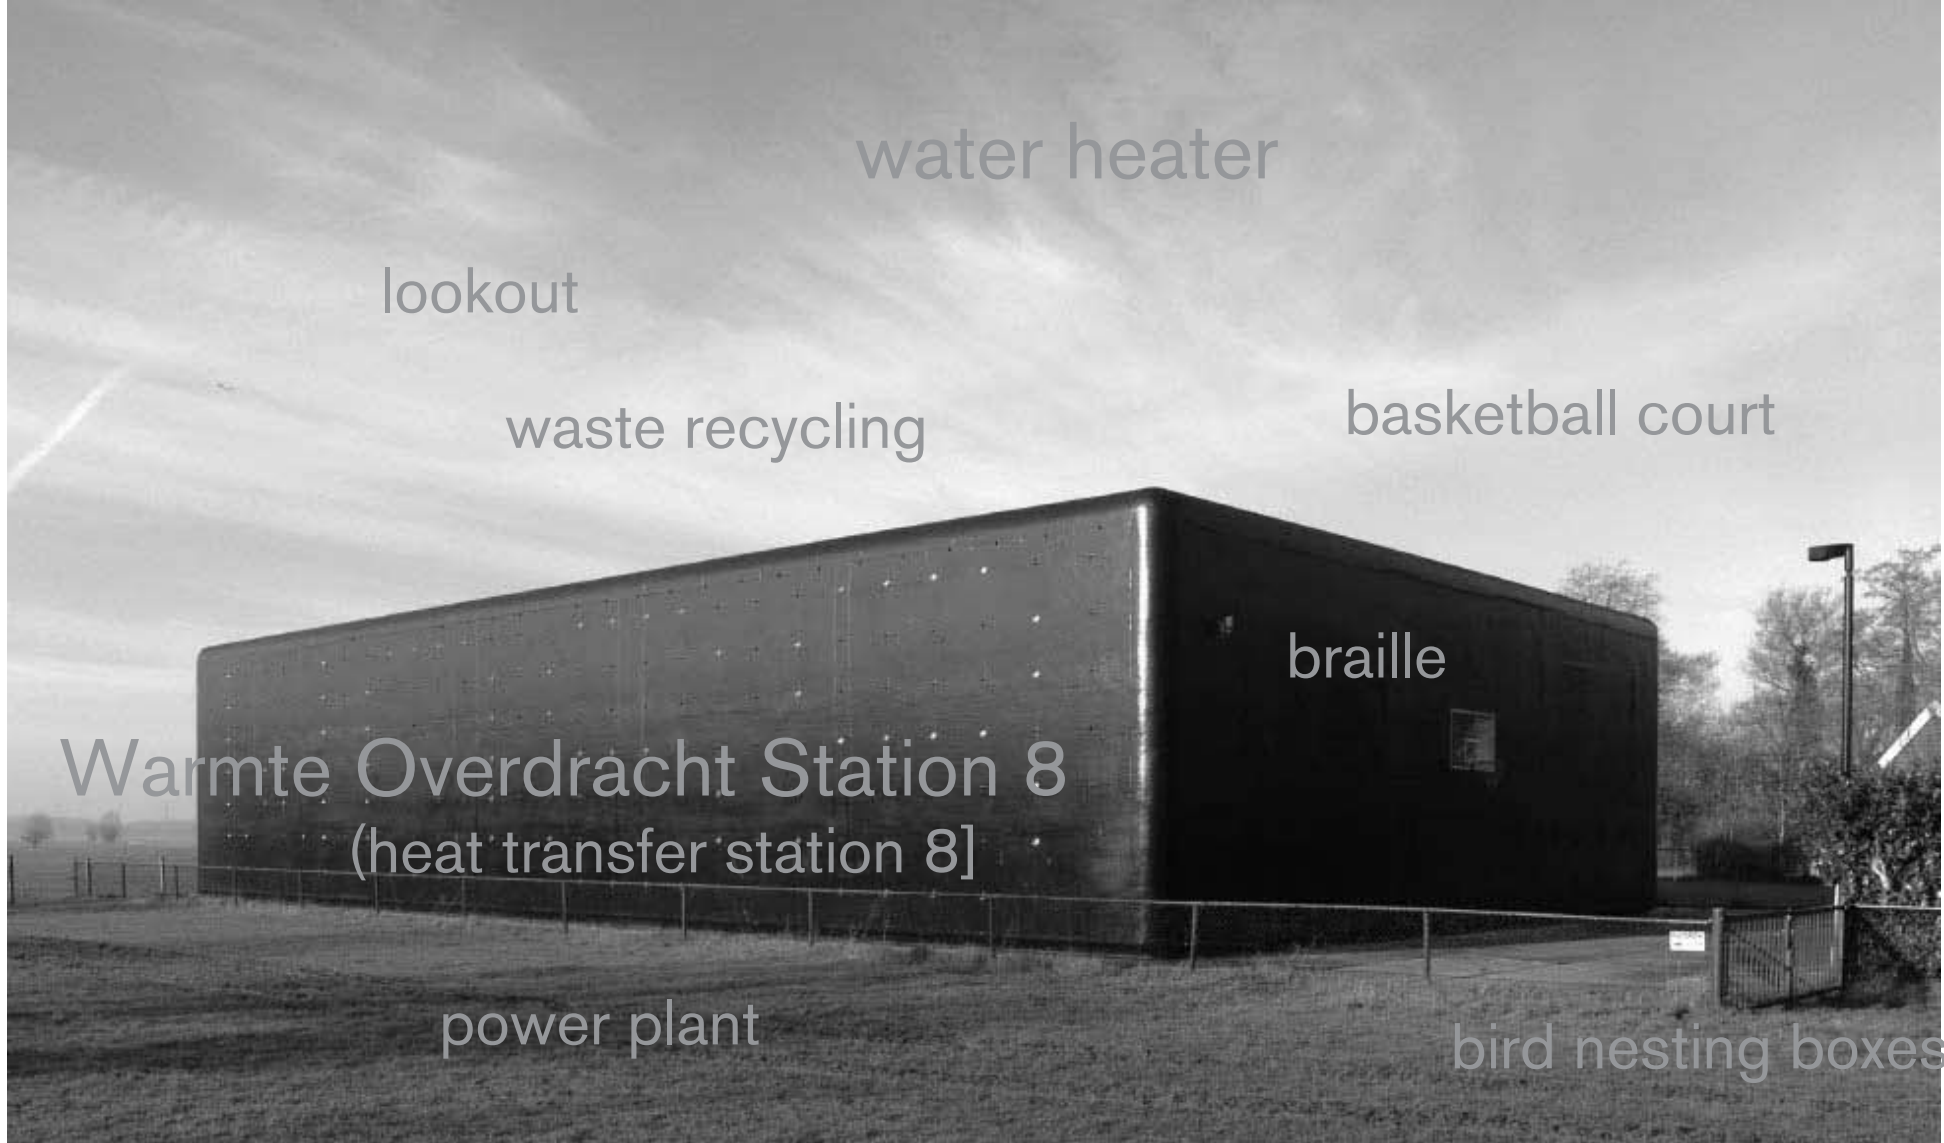 water heater
lookout
basketball court
waste recycling
braille
Warmte Overdracht Station 8
(heat transfer station 8]
power plant
bird nesting boxes